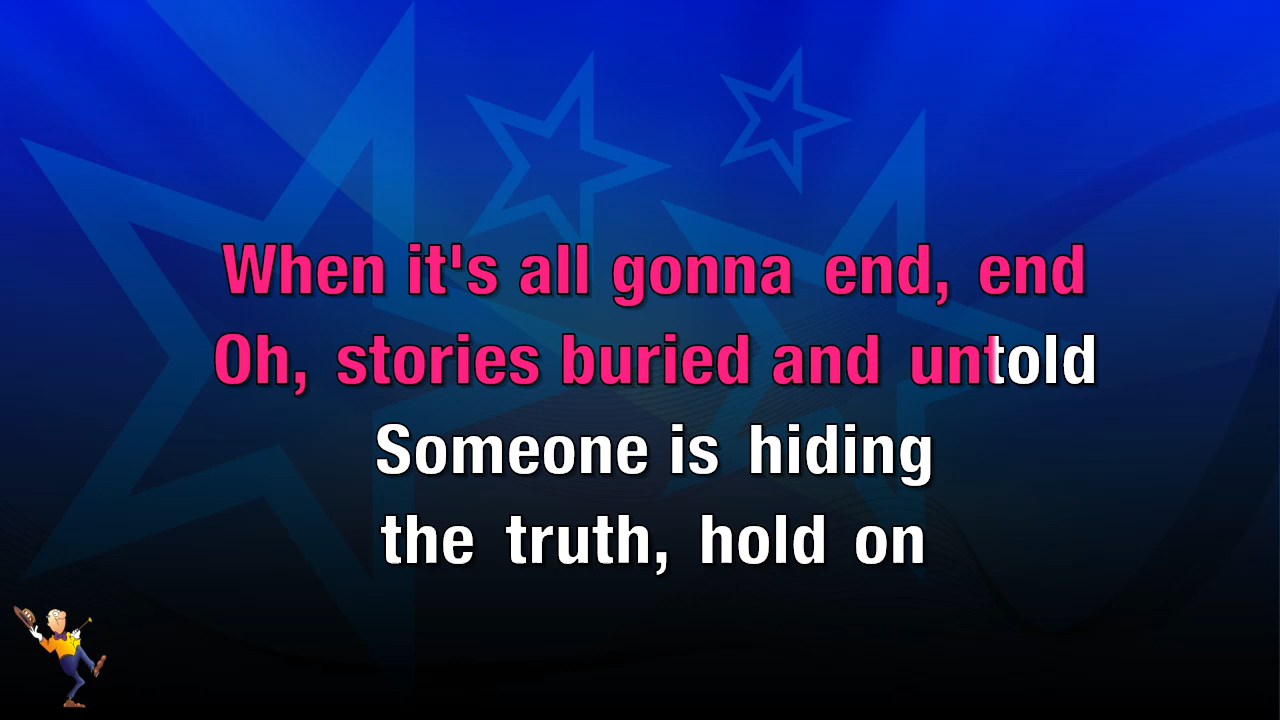 When it's all gonna end, end
Oh, stories buried and untold
Someone is hiding
the truth, hold on